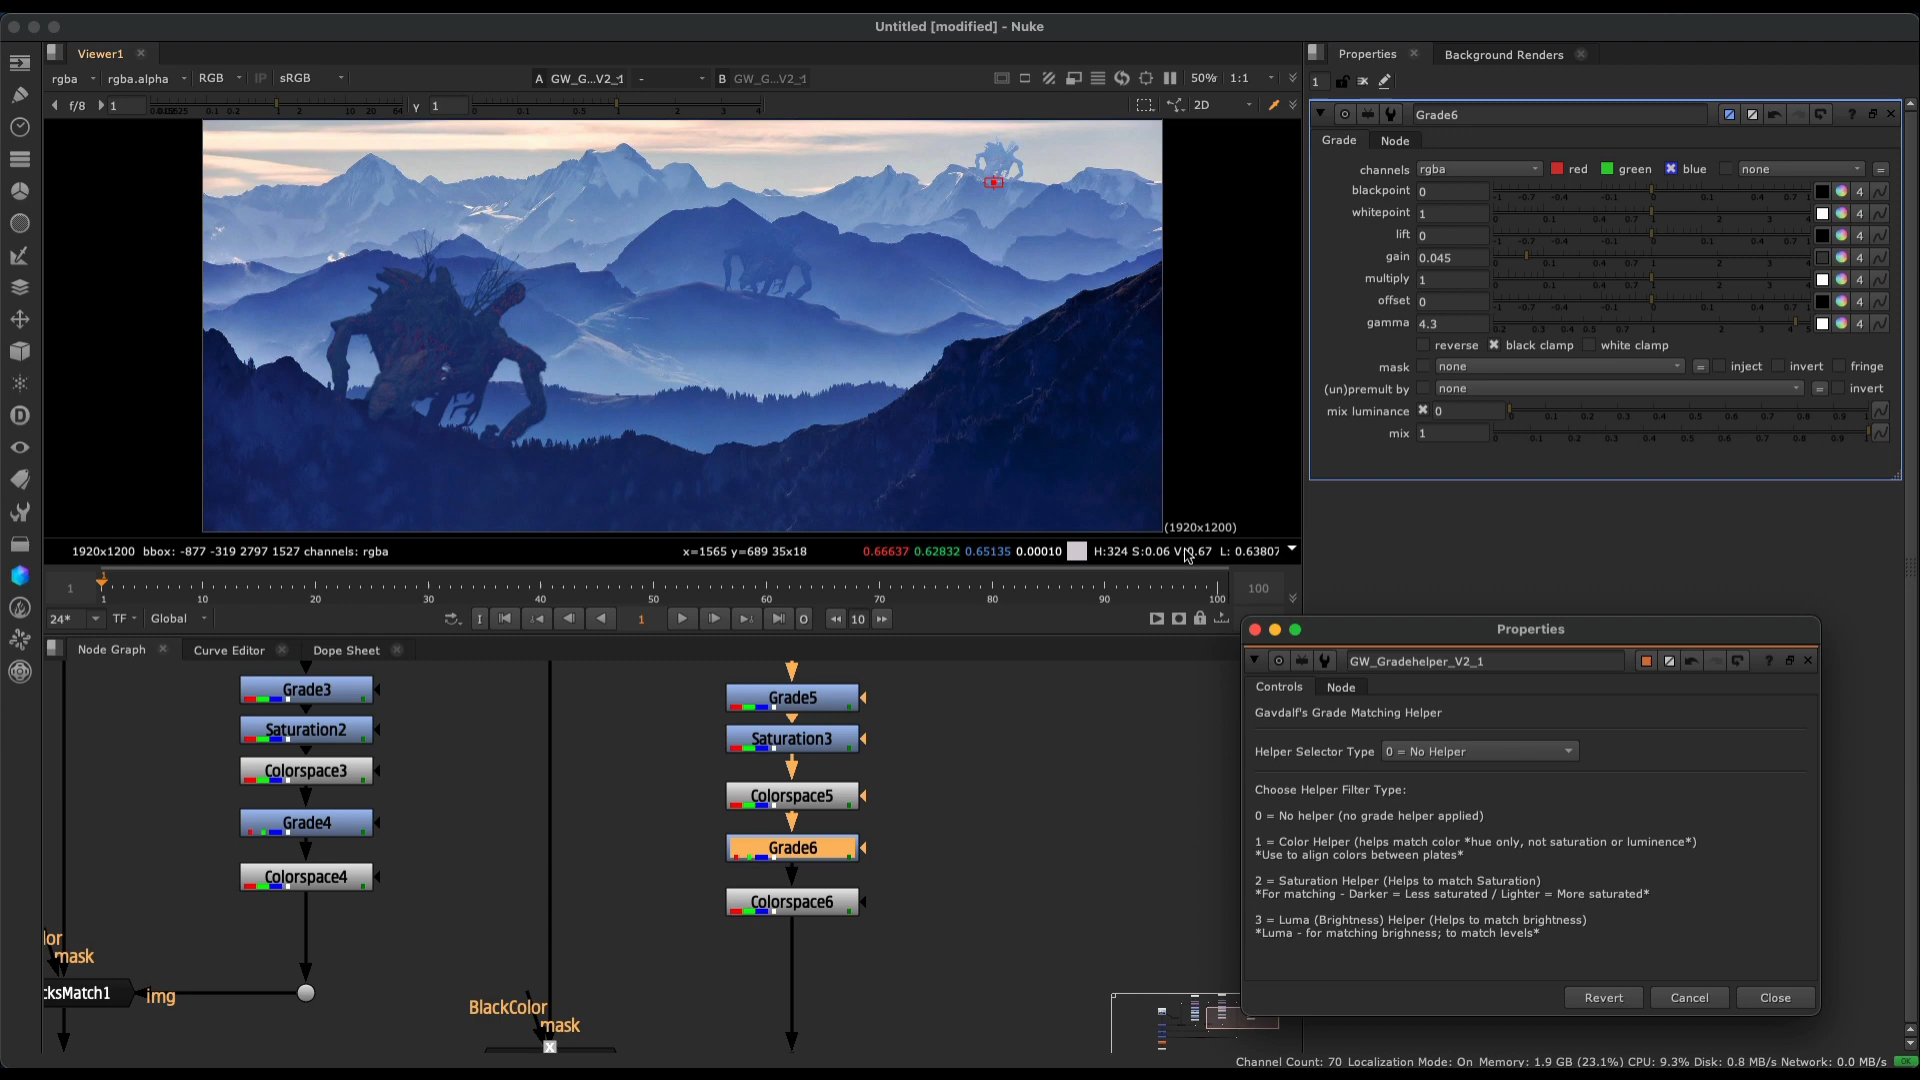 Untitled [modified] - Nuke
Viewer1
rgba
rgba.alpha
RGB
IP
sRGB
A GW_G...V2_1
-
B GW_G...V2_1
50%
1:1
f/8
1
γ
1
2D
(1920x1200)
1920x1200 bbox: -877 -319 2797 1527 channels: rgba
x=1565 y=689 35x18
0.66637 0.62832 0.65135 0.00010
H:324 S:0.06 V:0.67 L: 0.63807
1
1
10
20
30
40
50
60
70
80
90
100
100
24*
TF
Global
I
1
O
10
Node Graph
Curve Editor
Dope Sheet
Grade3
Saturation2
Colorspace3
Grade4
Colorspace4
Grade5
Saturation3
Colorspace5
Grade6
Colorspace6
lor
mask
cksMatch1
img
BlackColor
mask
X
Properties
Background Renders
1
Grade6
Grade
Node
channels rgba red green blue none =
blackpoint 0 4
whitepoint 1 4
lift 0 4
gain 0.045 4
multiply 1 4
offset 0 4
gamma 4.3 4
reverse black clamp white clamp
mask none = inject invert fringe
(un)premult by none = invert
mix luminance 0
mix 1
Properties
GW_Gradehelper_V2_1
Controls
Node
Gavdalf's Grade Matching Helper
Helper Selector Type 0 = No Helper
Choose Helper Filter Type:
0 = No helper (no grade helper applied)
1 = Color Helper (helps match color *hue only, not saturation or luminence*)
*Use to align colors between plates*
2 = Saturation Helper (Helps to match Saturation)
*For matching - Darker = Less saturated / Lighter = More saturated*
3 = Luma (Brightness) Helper (Helps to match brightness)
*Luma - for matching brighness; to match levels*
Revert
Cancel
Close
Channel Count: 70 Localization Mode: On Memory: 1.9 GB (23.1%) CPU: 9.3% Disk: 0.8 MB/s Network: 0.0 MB/s
OK